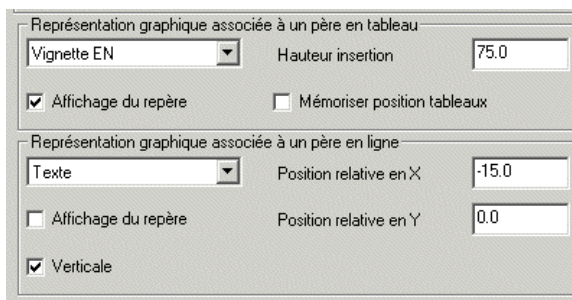 Représentation graphique associée à un père en tableau
Vignette EN Hauteur insertion 75.0
Affichage du repère Mémoriser position tableaux
Représentation graphique associée à un père en ligne
Texte Position relative en X -15.0
Affichage du repère Position relative en Y 0.0
Verticale